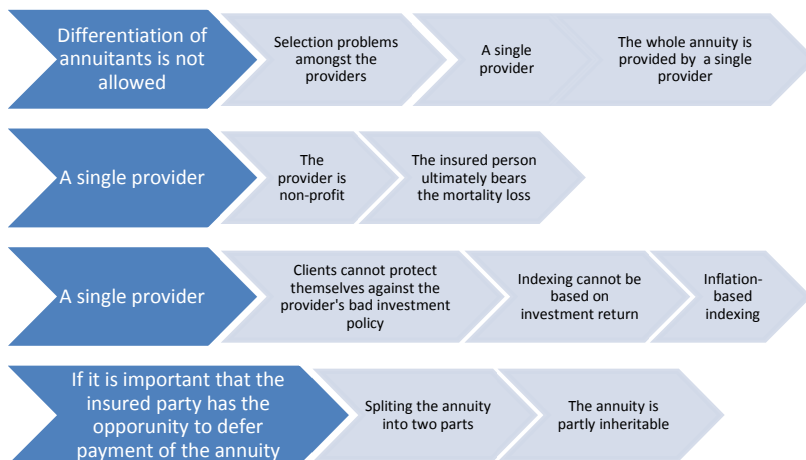 Differentiation of
annuitants is not
allowed
Selection problems
amongst the
providers
A single
provider
The whole annuity is
provided by a single
provider
A single provider
The
provider is
non-profit
The insured person
ultimately bears
the mortality loss
A single provider
Clients cannot protect
themselves against the
provider's bad investment
policy
Indexing cannot be
based on
investment return
Inflation-
based
indexing
If it is important that the
insured party has the
opporunity to defer
payment of the annuity
Spliting the annuity
into two parts
The annuity is
partly inheritable